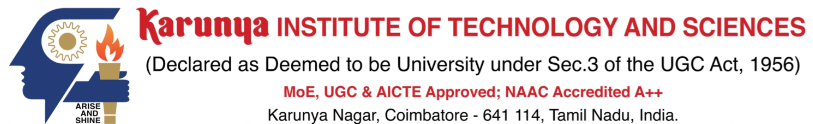 Karunya INSTITUTE OF TECHNOLOGY AND SCIENCES
(Declared as Deemed to be University under Sec.3 of the UGC Act, 1956)
MoE, UGC & AICTE Approved; NAAC Accredited A++
Karunya Nagar, Coimbatore - 641 114, Tamil Nadu, India.
ARISE
AND
SHINE